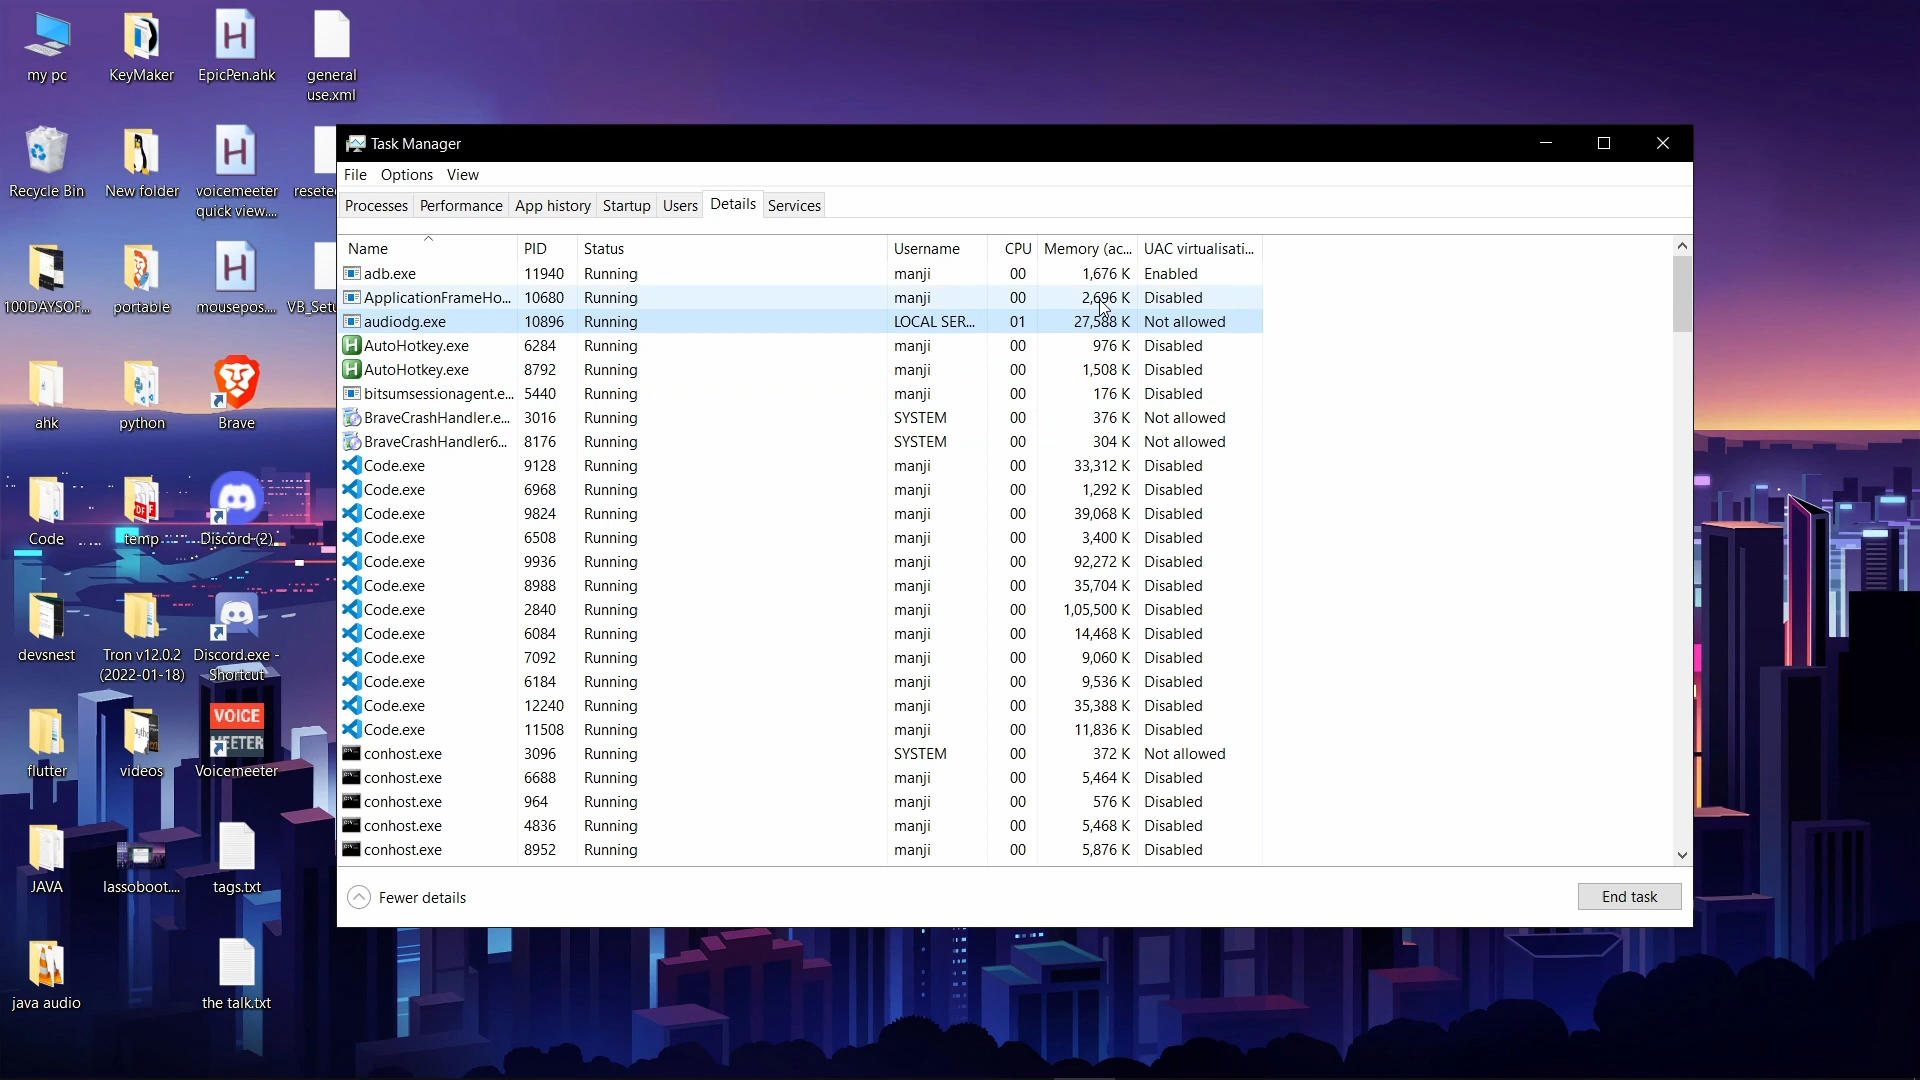 my pc
KeyMaker
EpicPen.ahk
general
use.xml
Recycle Bin
New folder
voicemeeter
quick view....
resetec
100DAYSOF...
portable
mousepos....
VB_Setu
ahk
python
Brave
Code
temp
Discord (2)
devsnest
Tron v12.0.2
(2022-01-18)
Discord.exe -
Shortcut
flutter
videos
VOICE
MEETER
Voicemeeter
JAVA
lassoboot....
tags.txt
java audio
the talk.txt
Task Manager
File Options View
Processes Performance App history Startup Users Details Services
Name PID Status Username CPU Memory (ac... UAC virtualisati...
adb.exe 11940 Running manji 00 1,676 K Enabled
ApplicationFrameHo... 10680 Running manji 00 2,696 K Disabled
audiodg.exe 10896 Running LOCAL SER... 01 27,588 K Not allowed
AutoHotkey.exe 6284 Running manji 00 976 K Disabled
AutoHotkey.exe 8792 Running manji 00 1,508 K Disabled
bitsumsessionagent.e... 5440 Running manji 00 176 K Disabled
BraveCrashHandler.e... 3016 Running SYSTEM 00 376 K Not allowed
BraveCrashHandler6... 8176 Running SYSTEM 00 304 K Not allowed
Code.exe 9128 Running manji 00 33,312 K Disabled
Code.exe 6968 Running manji 00 1,292 K Disabled
Code.exe 9824 Running manji 00 39,068 K Disabled
Code.exe 6508 Running manji 00 3,400 K Disabled
Code.exe 9936 Running manji 00 92,272 K Disabled
Code.exe 8988 Running manji 00 35,704 K Disabled
Code.exe 2840 Running manji 00 1,05,500 K Disabled
Code.exe 6084 Running manji 00 14,468 K Disabled
Code.exe 7092 Running manji 00 9,060 K Disabled
Code.exe 6184 Running manji 00 9,536 K Disabled
Code.exe 12240 Running manji 00 35,388 K Disabled
Code.exe 11508 Running manji 00 11,836 K Disabled
conhost.exe 3096 Running SYSTEM 00 372 K Not allowed
conhost.exe 6688 Running manji 00 5,464 K Disabled
conhost.exe 964 Running manji 00 576 K Disabled
conhost.exe 4836 Running manji 00 5,468 K Disabled
conhost.exe 8952 Running manji 00 5,876 K Disabled
Fewer details
End task